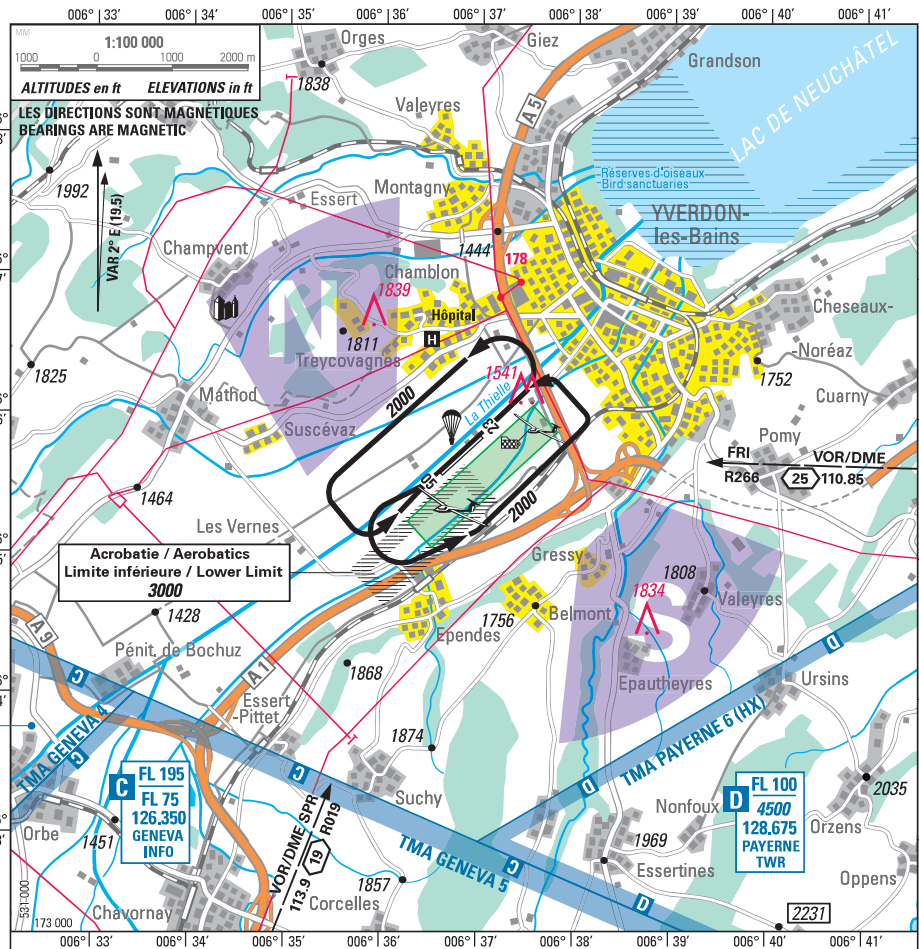 006° 33'
006° 34'
006° 35'
006° 36'
006° 37'
006° 38'
006° 39'
006° 40'
006° 41'
MM
1:100 000
1000 0 1000 2000 m
ALTITUDES en ft ELEVATIONS in ft
LES DIRECTIONS SONT MAGNÉTIQUES
BEARINGS ARE MAGNETIC
VAR 2° E (19.5)
Orges
1838
Giez
Grandson
LAC DE NEUCHÂTEL
A5
Valeyres
1992
Réserves d'oiseaux
Bird sanctuaries
Montagny
Essert
YVERDON-
les-Bains
1444
178
Champvent
Chamblon
1839
Hôpital
H
N
1811
Treycovagnes
Cheseaux-
-Noréaz
1825
1752
1541
Mathod
2000
La Thielle
Cuarny
Suscévaz
23
05
Pomy
FRI VOR/DME
R266 25 110.85
1464
2000
Les Vernes
Acrobatie / Aerobatics
Limite inférieure / Lower Limit
3000
Gressy
1808
1834
Valeyres
1428
1756
Belmont
S
A9
Ependes
D
Pénit. de Bochuz
1868
A1
C
Epautheyres
Ursins
Essert
-Pittet
TMA GENEVA 4
C
1874
TMA PAYERNE 6 (HX)
C
C
FL 195
FL 75
126.350
GENEVA
INFO
D
D
FL 100
4500
128.675
PAYERNE
TWR
2035
Suchy
Nonfoux
Orzens
Orbe
1451
VOR/DME SPR
113.9 19 R019
TMA GENEVA 5
C
1969
Essertines
Oppens
1857
D
531 000
173 000
Chavornay
Corcelles
2231
006° 33'
006° 34'
006° 35'
006° 36'
006° 37'
006° 38'
006° 39'
006° 40'
006° 41'